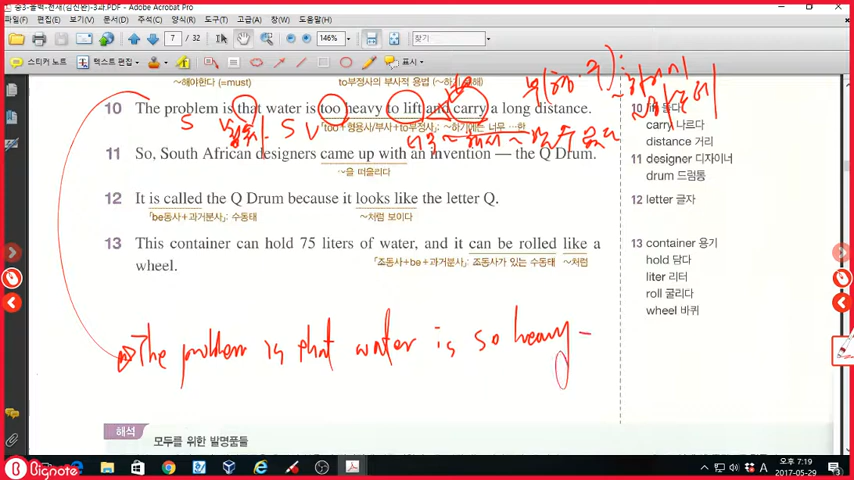 중3-물복-천재(김진완)-3과.PDF - Adobe Acrobat Pro
파일(F) 편집(E) 보기(V) 문서(D) 주석(C) 양식(R) 도구(T) 고급(A) 창(W) 도움말(H)
7 / 32 146% 찾기
스티커 노트 텍스트 편집 표시
~해야한다 (=must) to부정사의 부사적 용법 (~하기 위해)
10 The problem is that water is too heavy to lift and carry a long distance.
S V S V
「too+형용사/부사+to부정사」: ~하기에는 너무 …한
11 So, South African designers came up with an invention — the Q Drum.
~을 떠올리다
12 It is called the Q Drum because it looks like the letter Q.
「be동사+과거분사」: 수동태 ~처럼 보이다
13 This container can hold 75 liters of water, and it can be rolled like a
「조동사+be+과거분사」: 조동사가 있는 수동태 ~처럼
wheel.
The problem is that water is so heavy
10 lift 들다
carry 나르다
distance 거리
11 designer 디자이너
drum 드럼통
12 letter 글자
13 container 용기
hold 담다
liter 리터
roll 굴리다
wheel 바퀴
해석 모두를 위한 발명품들
Bignote
A 오후 7:19
2017-05-29